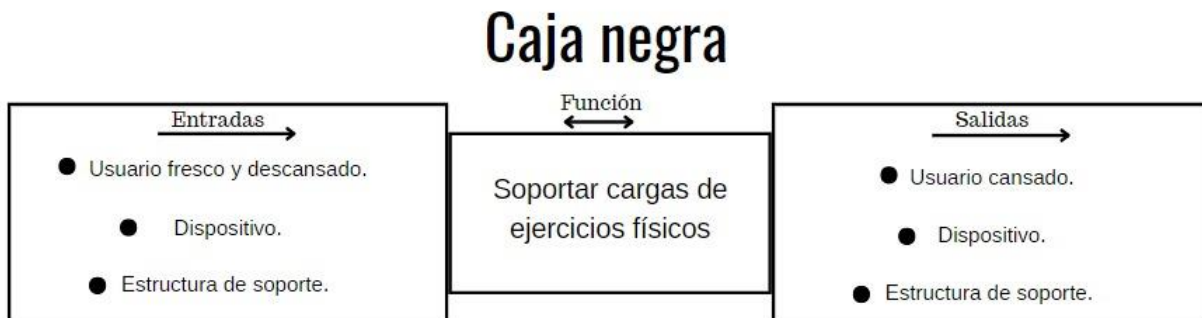 Caja negra
Entradas
Usuario fresco y descansado.
Dispositivo.
Estructura de soporte.
Función
Soportar cargas de
ejercicios físicos
Salidas
Usuario cansado.
Dispositivo.
Estructura de soporte.